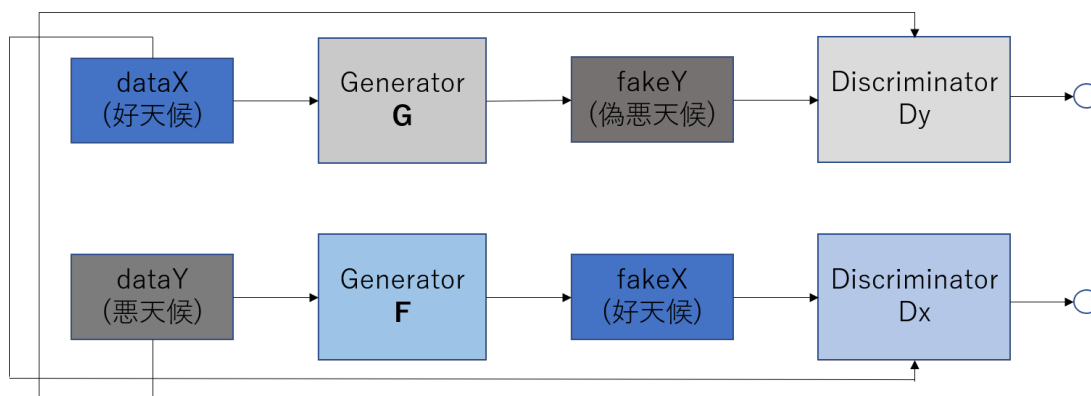 dataX
(好天候)
Generator
G
fakeY
(偽悪天候)
Discriminator
Dy
dataY
(悪天候)
Generator
F
fakeX
(好天候)
Discriminator
Dx